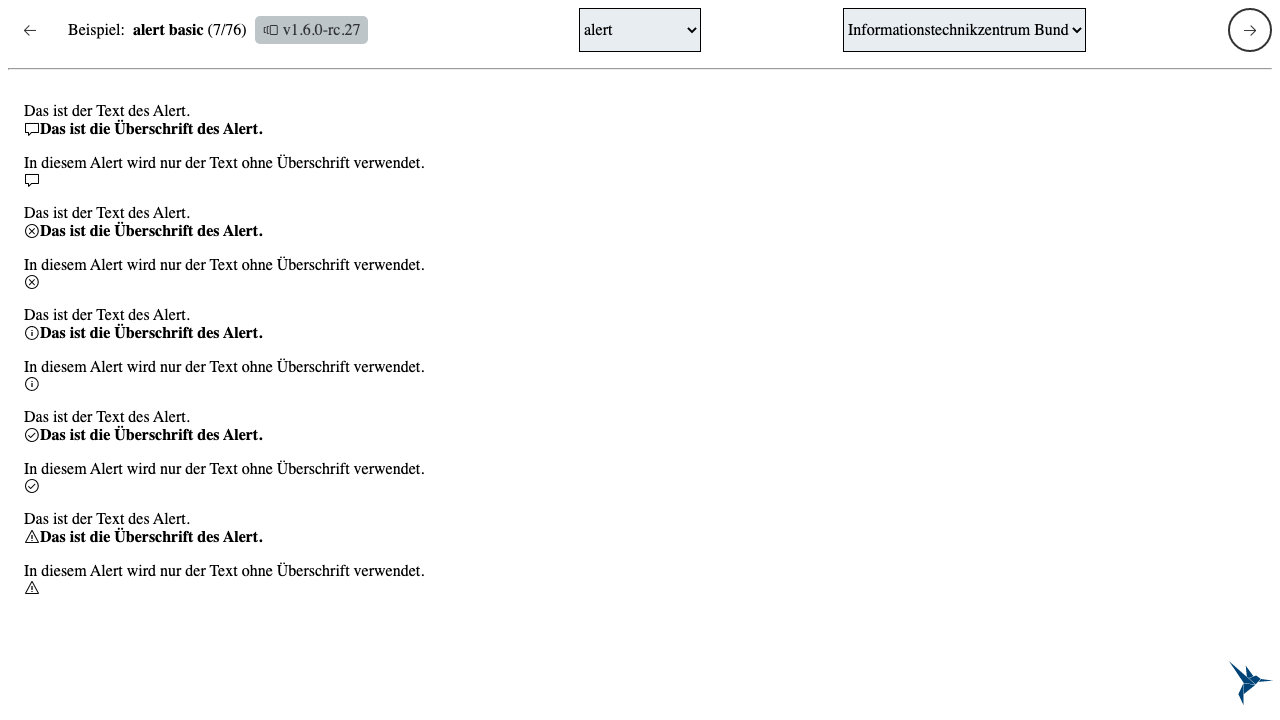 Beispiel: alert basic (7/76) v1.6.0-rc.27 alert Informationstechnikzentrum Bund
Das ist der Text des Alert.
Das ist die Überschrift des Alert.
In diesem Alert wird nur der Text ohne Überschrift verwendet.
Das ist der Text des Alert.
Das ist die Überschrift des Alert.
In diesem Alert wird nur der Text ohne Überschrift verwendet.
Das ist der Text des Alert.
Das ist die Überschrift des Alert.
In diesem Alert wird nur der Text ohne Überschrift verwendet.
Das ist der Text des Alert.
Das ist die Überschrift des Alert.
In diesem Alert wird nur der Text ohne Überschrift verwendet.
Das ist der Text des Alert.
Das ist die Überschrift des Alert.
In diesem Alert wird nur der Text ohne Überschrift verwendet.